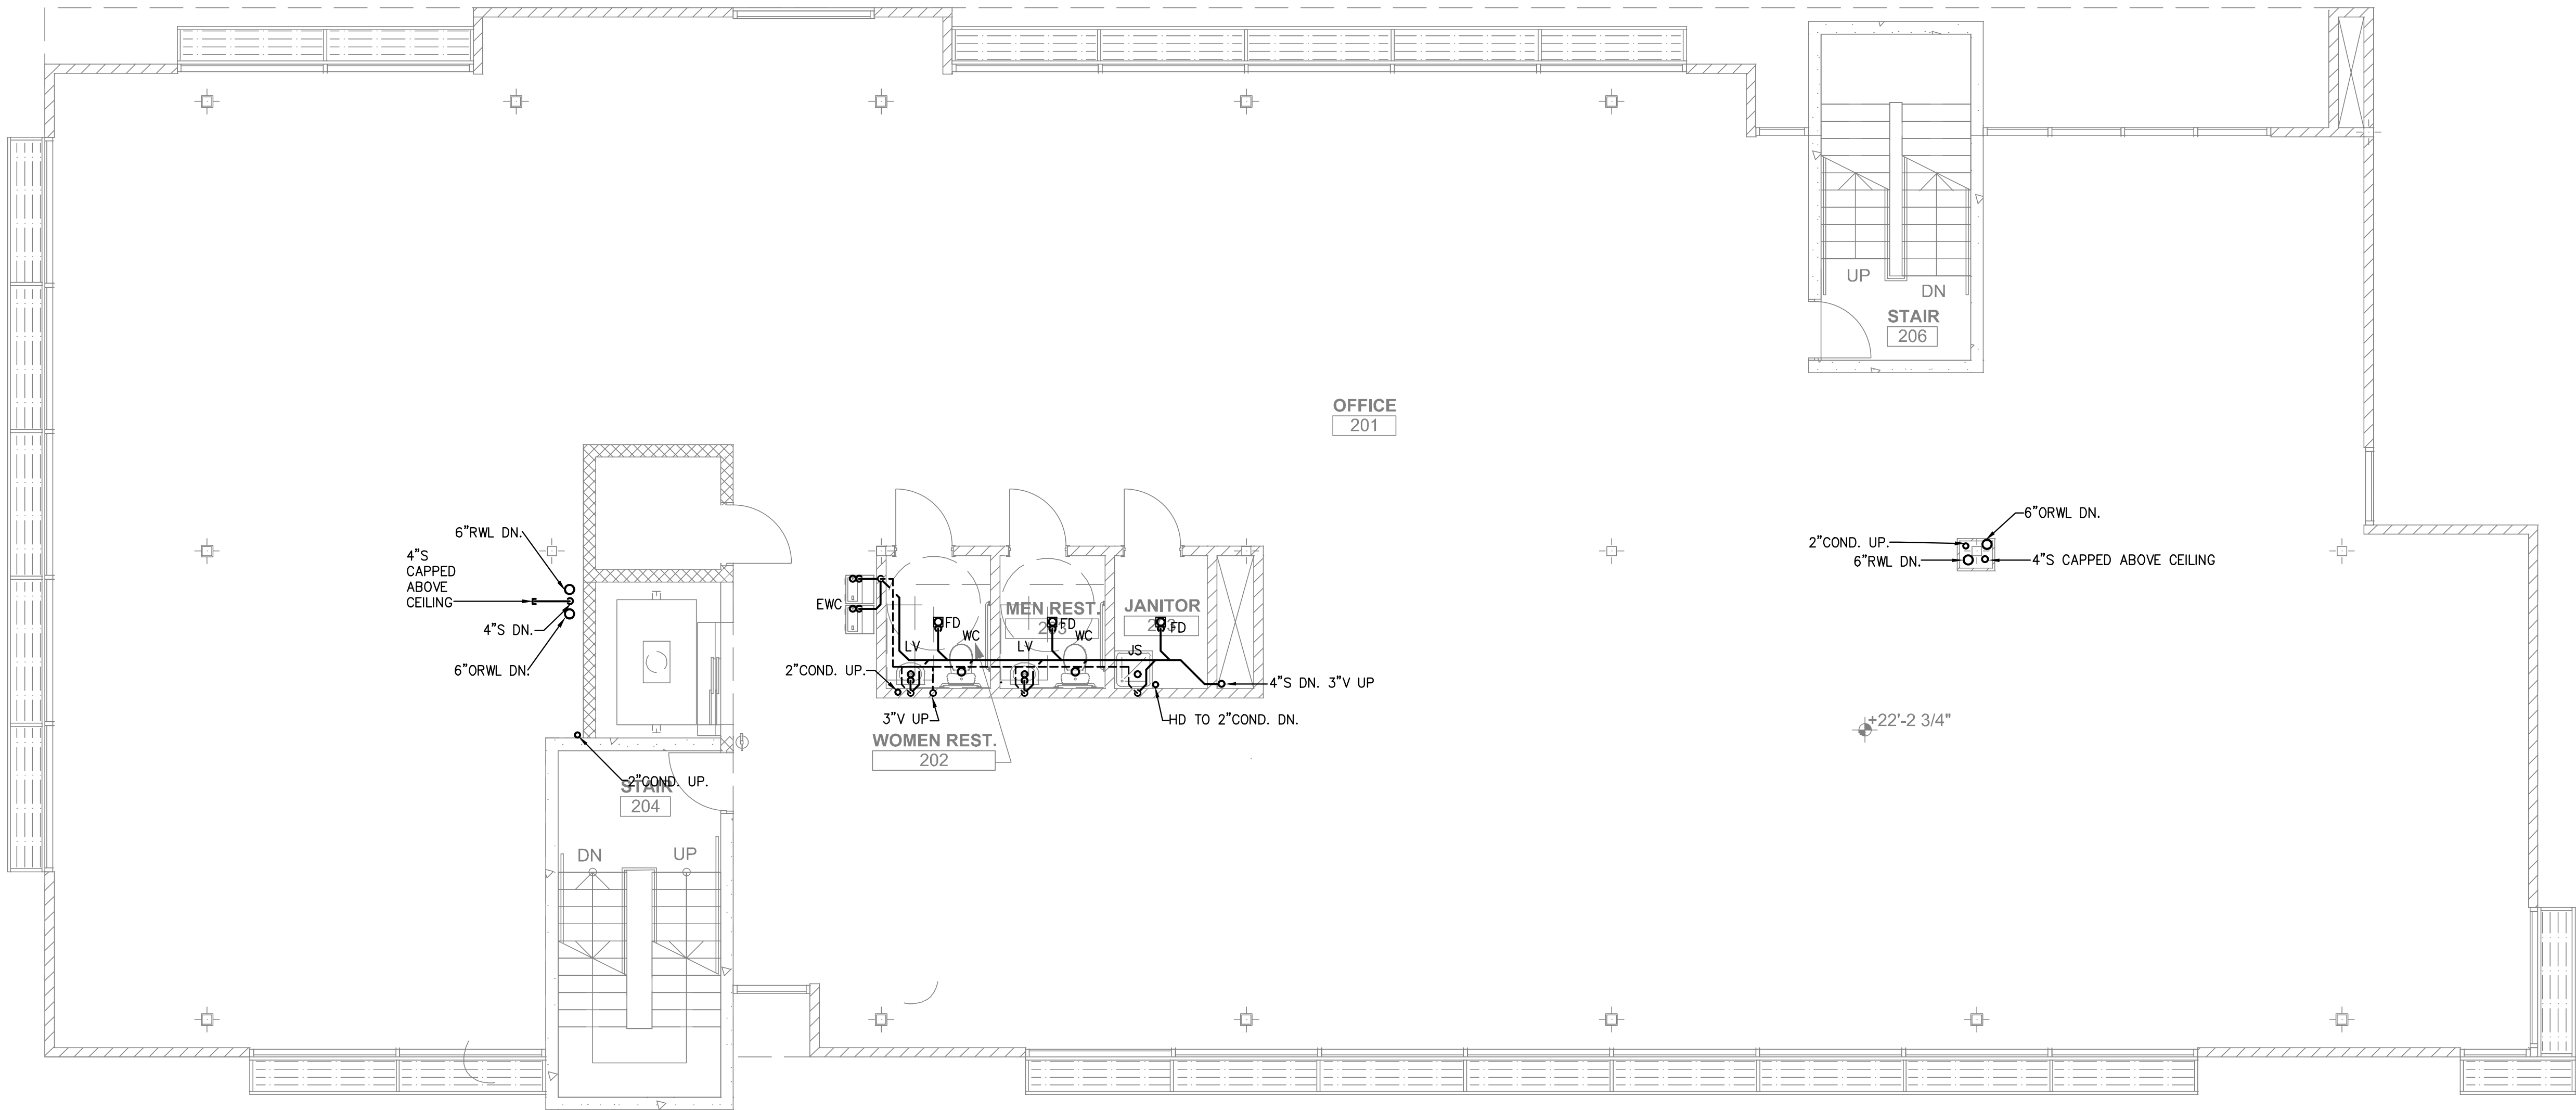 UP
DN
STAIR
206
OFFICE
201
6"RWL DN.
4"S
CAPPED
ABOVE
CEILING
4"S DN.
6"ORWL DN.
2"COND. UP.
STAIR
204
DN
UP
EWC
FD
WC
LV
MEN REST.
FD
WC
LV
JANITOR
FD
JS
2"COND. UP.
3"V UP
WOMEN REST.
202
4"S DN. 3"V UP
HD TO 2"COND. DN.
6"ORWL DN.
2"COND. UP.
6"RWL DN.
4"S CAPPED ABOVE CEILING
+22'-2 3/4"